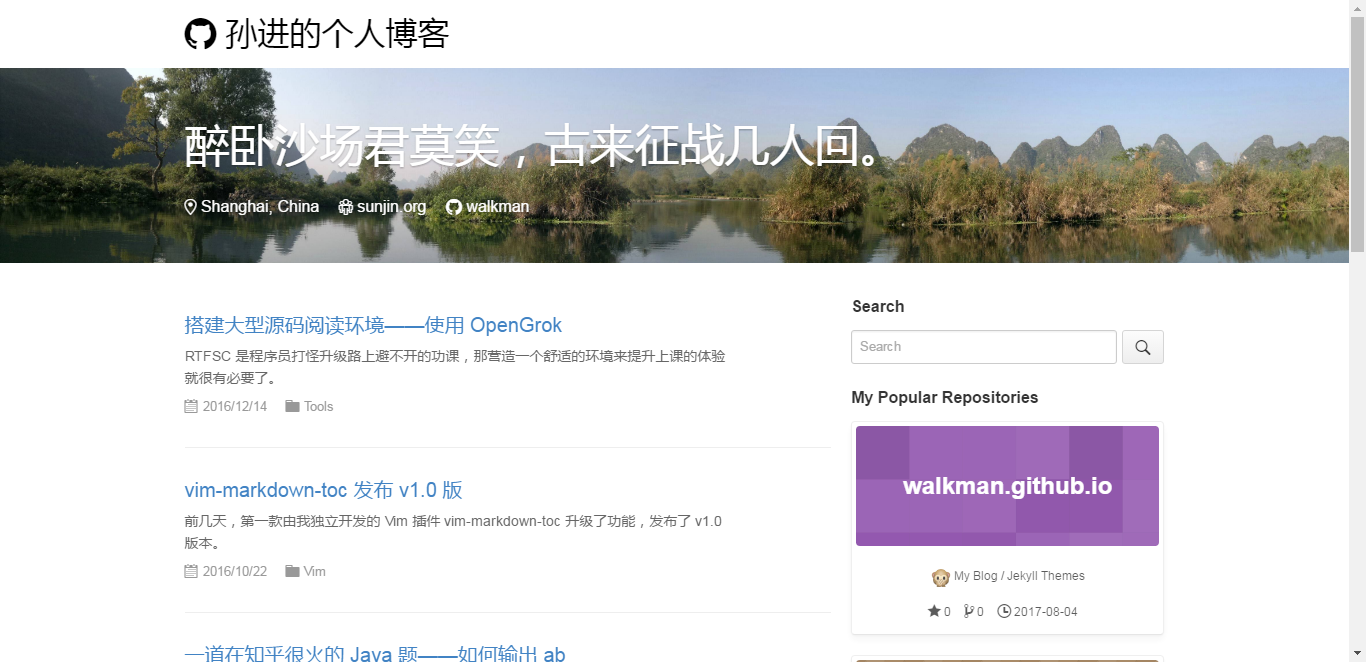 孙进的个人博客
醉卧沙场君莫笑，古来征战几人回。
Shanghai, China sunjin.org walkman
搭建大型源码阅读环境——使用 OpenGrok
RTFSC 是程序员打怪升级路上避不开的功课，那营造一个舒适的环境来提升上课的体验
就很有必要了。
2016/12/14 Tools
vim-markdown-toc 发布 v1.0 版
前几天，第一款由我独立开发的 Vim 插件 vim-markdown-toc 升级了功能，发布了 v1.0
版本。
2016/10/22 Vim
一道在知乎很火的 Java 题——如何输出 ab
Search
Search
My Popular Repositories
walkman.github.io
My Blog / Jekyll Themes
0 0 2017-08-04